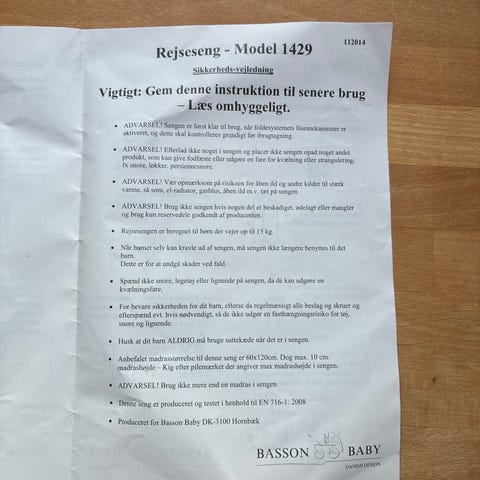 Rejseseng - Model 1429
112014
Sikkerheds-vejledning
Vigtigt: Gem denne instruktion til senere brug
– Læs omhyggeligt.
• ADVARSEL! Sengen er først klar til brug, når foldesystemets låsemekanismer er
aktiveret, og dette skal kontrolleres grundigt før ibrugtagning.
• ADVARSEL! Efterlad ikke noget i sengen og placer ikke sengen opad noget andet
produkt, som kan give fodfæste eller udgøre en fare for kvælning eller strangulering,
fx snore, løkker, persiennesnore.
• ADVARSEL! Vær opmærksom på risikoen for åben ild og andre kilder til stærk
varme, så som, el-radiator, gasblus, åben ild m.v. tæt på sengen
• ADVARSEL! Brug ikke sengen hvis nogen del er beskadiget, ødelagt eller mangler
og brug kun reservedele godkendt af producenten.
• Rejsesengen er beregnet til børn der vejer op til 15 kg.
• Når barnet selv kan kravle ud af sengen, må sengen ikke længere benyttes til det
barn.
Dette er for at undgå skader ved fald.
• Spænd ikke snore, legetøj eller lignende på sengen, da de kan udgøre en
kvælningsfare.
• For bevare sikkerheden for dit barn, efterse da regelmæssigt alle beslag og skruer og
efterspænd evt. hvis nødvendigt, så de ikke udgør en fasthængningsrisiko for tøj,
snore og lignende.
• Husk at dit barn ALDRIG må bruge suttekæde når det er i sengen.
• Anbefalet madrasstørrelse til denne seng er 60x120cm. Dog max. 10 cm.
madrashøjde – Kig efter pilemærket der angiver max madrashøjde i sengen.
• ADVARSEL! Brug ikke mere end en madras i sengen
• Denne seng er produceret og testet i henhold til EN 716-1: 2008
• Produceret for Basson Baby DK-3100 Hornbæk
BASSON BABY
DANISH DESIGN